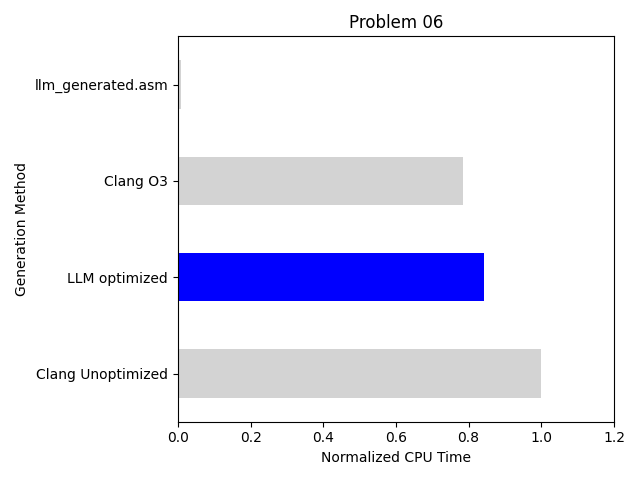 Problem 06
Generation Method
llm_generated.asm
Clang O3
LLM optimized
Clang Unoptimized
0.0 0.2 0.4 0.6 0.8 1.0 1.2
Normalized CPU Time